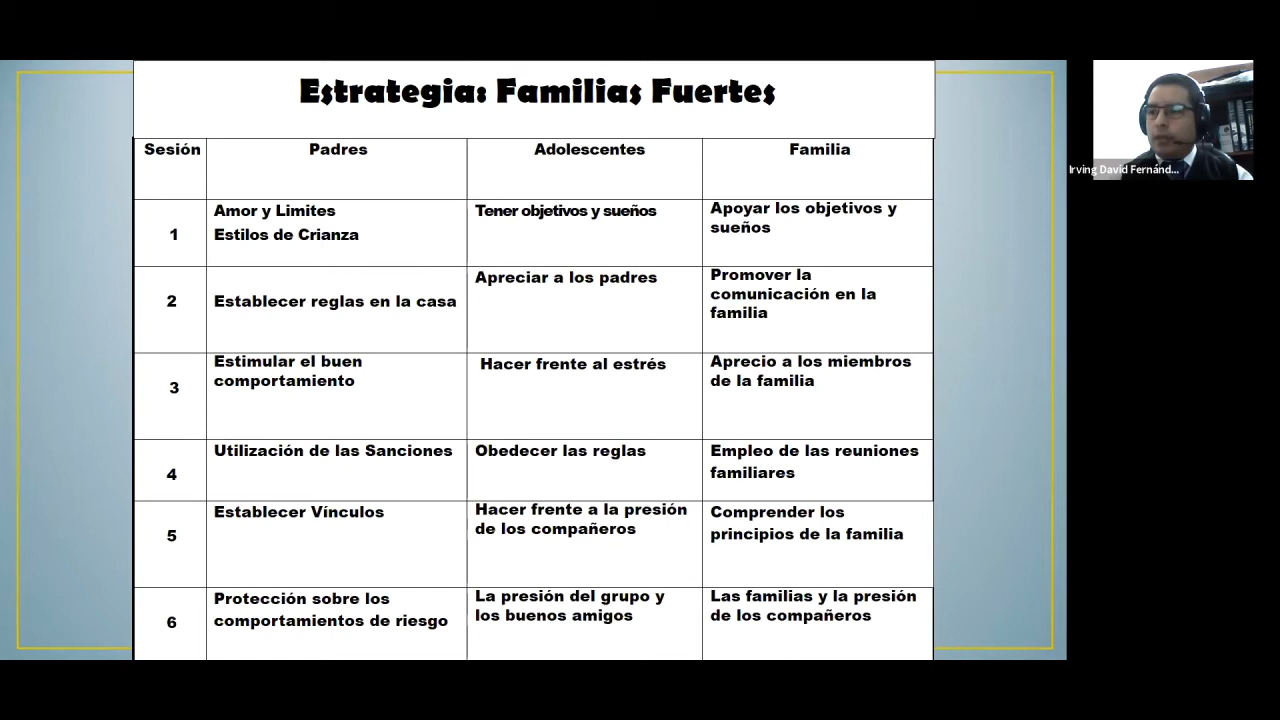 Estrategia: Familias Fuertes
Sesión Padres Adolescentes Familia
1
Amor y Limites
Estilos de Crianza
Tener objetivos y sueños
Apoyar los objetivos y
sueños
2
Establecer reglas en la casa
Apreciar a los padres
Promover la
comunicación en la
familia
3
Estimular el buen
comportamiento
Hacer frente al estrés
Aprecio a los miembros
de la familia
4
Utilización de las Sanciones
Obedecer las reglas
Empleo de las reuniones
familiares
5
Establecer Vínculos
Hacer frente a la presión
de los compañeros
Comprender los
principios de la familia
6
Protección sobre los
comportamientos de riesgo
La presión del grupo y
los buenos amigos
Las familias y la presión
de los compañeros
Irving David Fernánd...